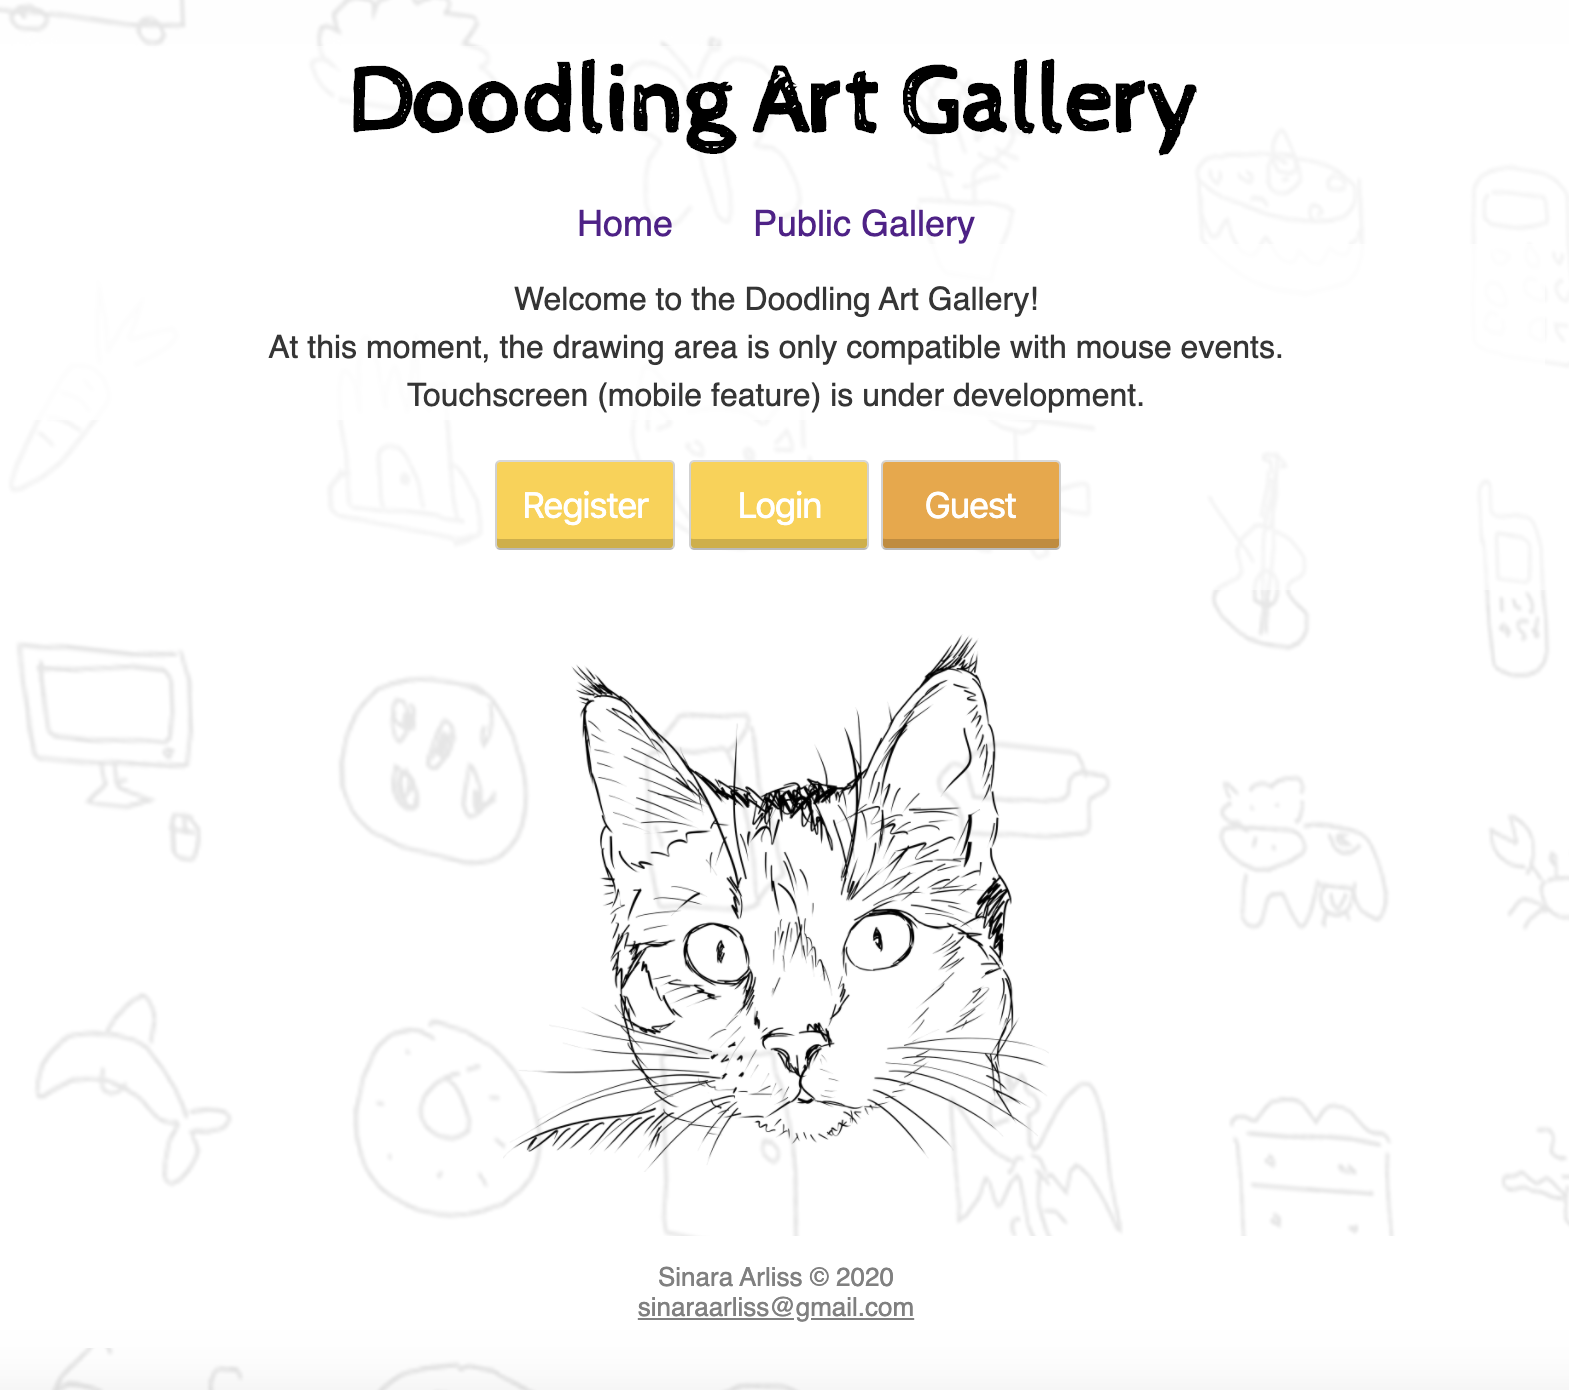 Doodling Art Gallery
Home Public Gallery
Welcome to the Doodling Art Gallery!
At this moment, the drawing area is only compatible with mouse events.
Touchscreen (mobile feature) is under development.
Register Login Guest
Sinara Arliss © 2020
sinaraarliss@gmail.com